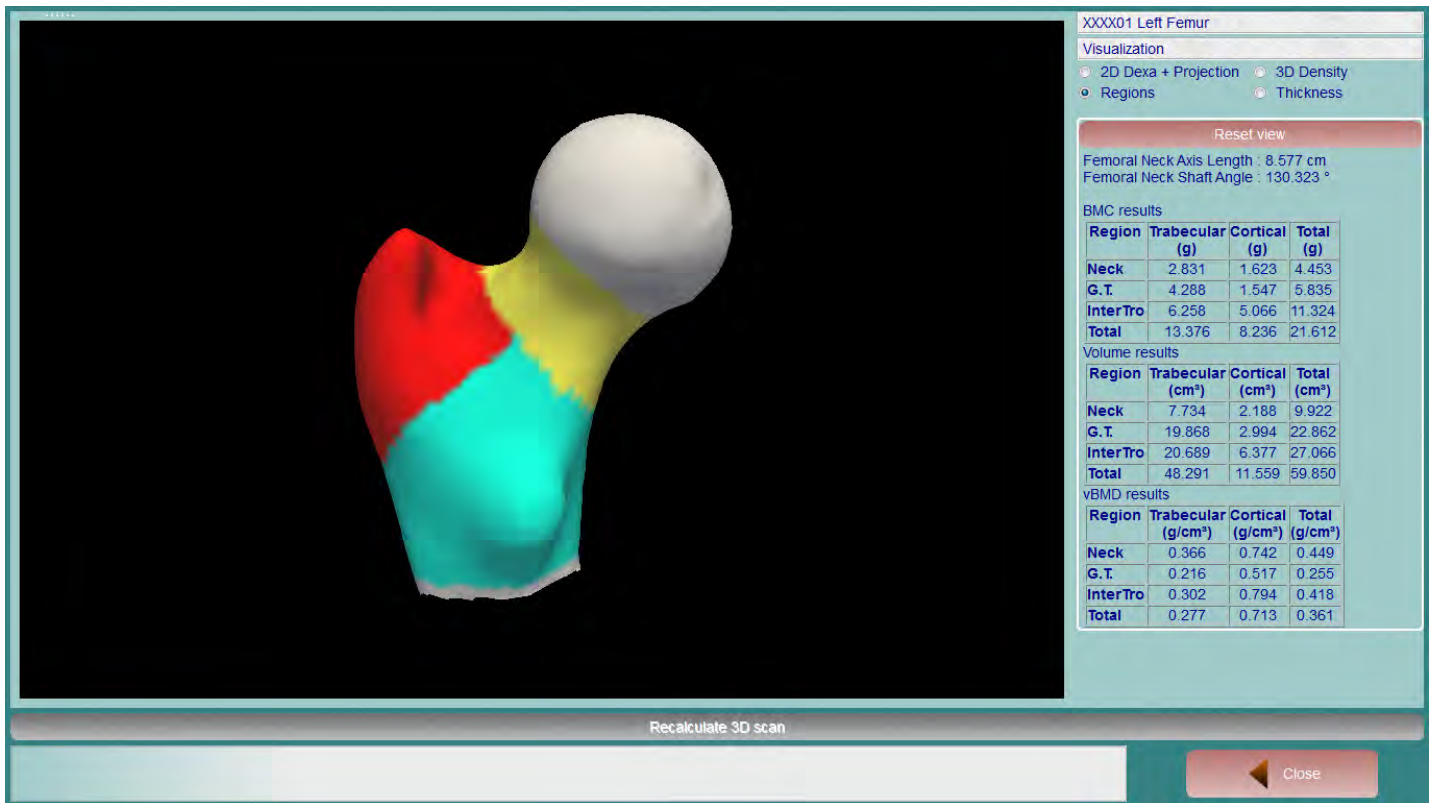 XXXX01 Left Femur
Visualization
2D Dexa + Projection 3D Density
Regions Thickness
Reset view
Femoral Neck Axis Length : 8.577 cm
Femoral Neck Shaft Angle : 130.323 °
BMC results
Region Trabecular Cortical Total
(g) (g) (g)
Neck 2.831 1.623 4.453
G.T. 4.288 1.547 5.835
InterTro 6.258 5.066 11.324
Total 13.376 8.236 21.612
Volume results
Region Trabecular Cortical Total
(cm³) (cm³) (cm³)
Neck 7.734 2.188 9.922
G.T. 19.868 2.994 22.862
InterTro 20.689 6.377 27.066
Total 48.291 11.559 59.850
vBMD results
Region Trabecular Cortical Total
(g/cm³) (g/cm³) (g/cm³)
Neck 0.366 0.742 0.449
G.T. 0.216 0.517 0.255
InterTro 0.302 0.794 0.418
Total 0.277 0.713 0.361
Recalculate 3D scan
Close